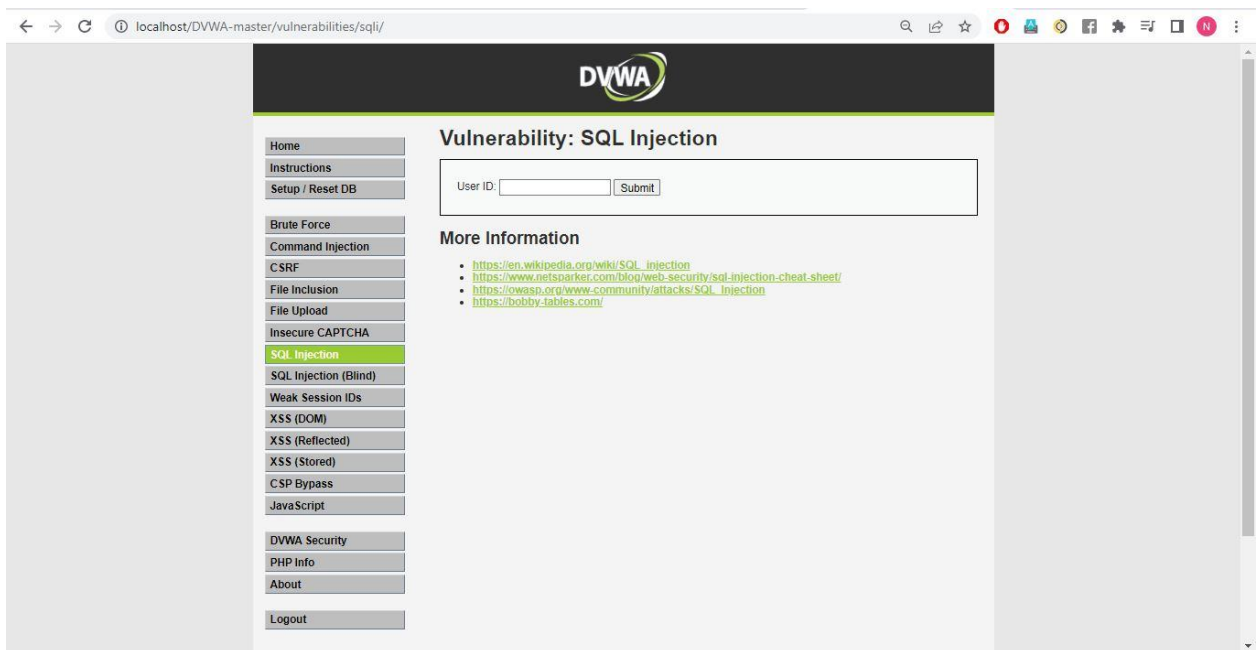 localhost/DVWA-master/vulnerabilities/sqli/
N
DVWA
Home
Instructions
Setup / Reset DB
Brute Force
Command Injection
CSRF
File Inclusion
File Upload
Insecure CAPTCHA
SQL Injection
SQL Injection (Blind)
Weak Session IDs
XSS (DOM)
XSS (Reflected)
XSS (Stored)
CSP Bypass
JavaScript
DVWA Security
PHP Info
About
Logout
Vulnerability: SQL Injection
User ID: Submit
More Information
https://en.wikipedia.org/wiki/SQL_injection
https://www.netsparker.com/blog/web-security/sql-injection-cheat-sheet/
https://owasp.org/www-community/attacks/SQL_Injection
https://bobby-tables.com/